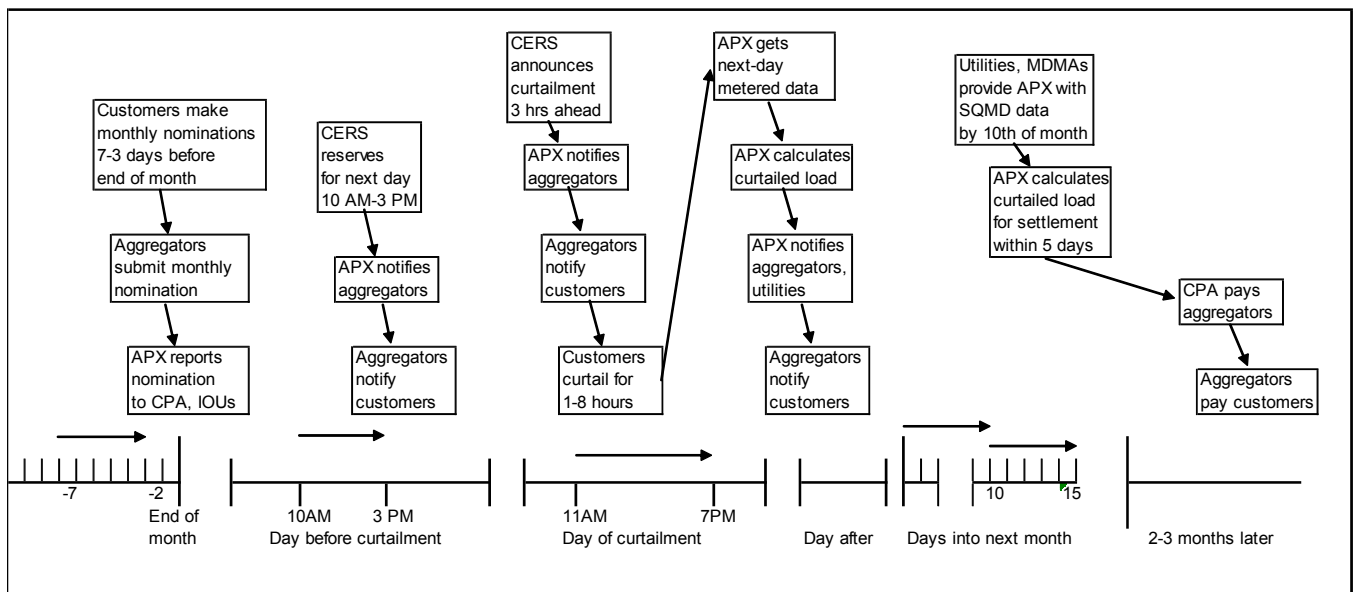 Customers make
monthly nominations
7-3 days before
end of month
Aggregators
submit monthly
nomination
APX reports
nomination
to CPA, IOUs
CERS
reserves
for next day
10 AM-3 PM
APX notifies
aggregators
Aggregators
notify
customers
CERS
announces
curtailment
3 hrs ahead
APX notifies
aggregators
Aggregators
notify
customers
Customers
curtail for
1-8 hours
APX gets
next-day
metered data
APX calculates
curtailed load
APX notifies
aggregators,
utilities
Aggregators
notify
customers
Utilities, MDMAs
provide APX with
SQMD data
by 10th of month
APX calculates
curtailed load
for settlement
within 5 days
CPA pays
aggregators
Aggregators
pay customers
-7
-2
End of
month
10AM
3 PM
Day before curtailment
11AM
7PM
Day of curtailment
Day after
10
15
Days into next month
2-3 months later